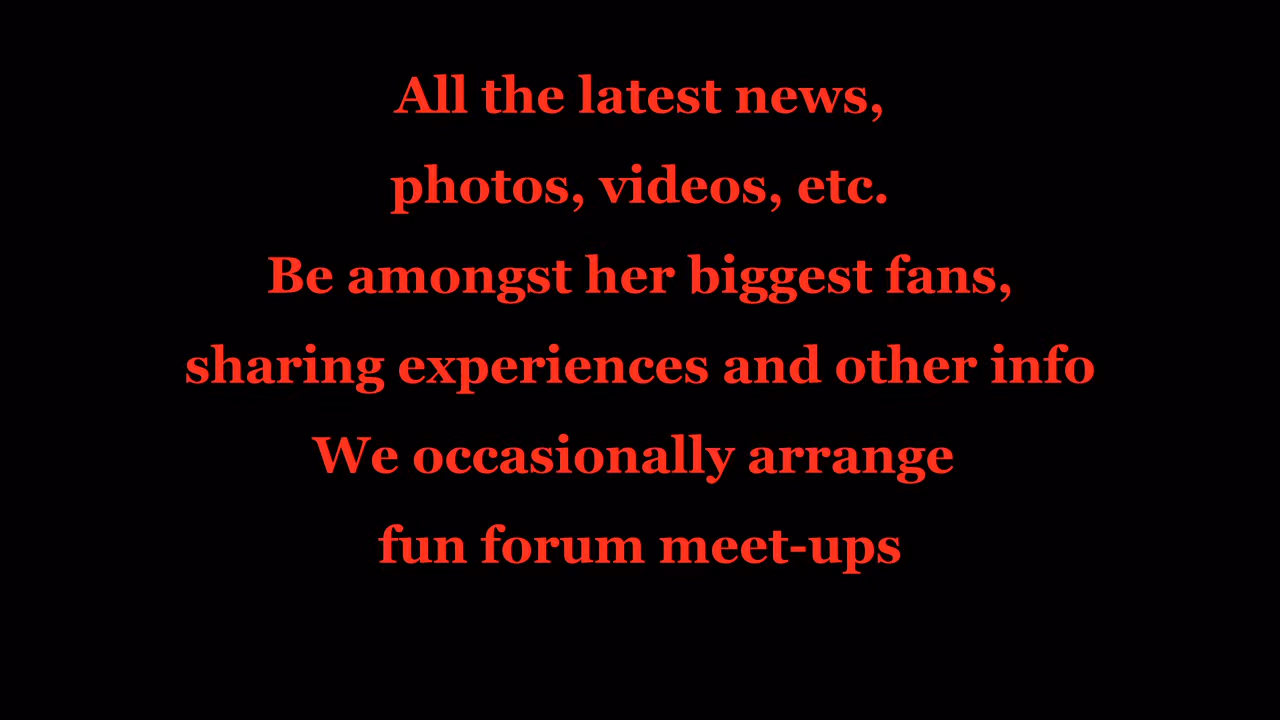 All the latest news,
photos, videos, etc.
Be amongst her biggest fans,
sharing experiences and other info
We occasionally arrange
fun forum meet-ups